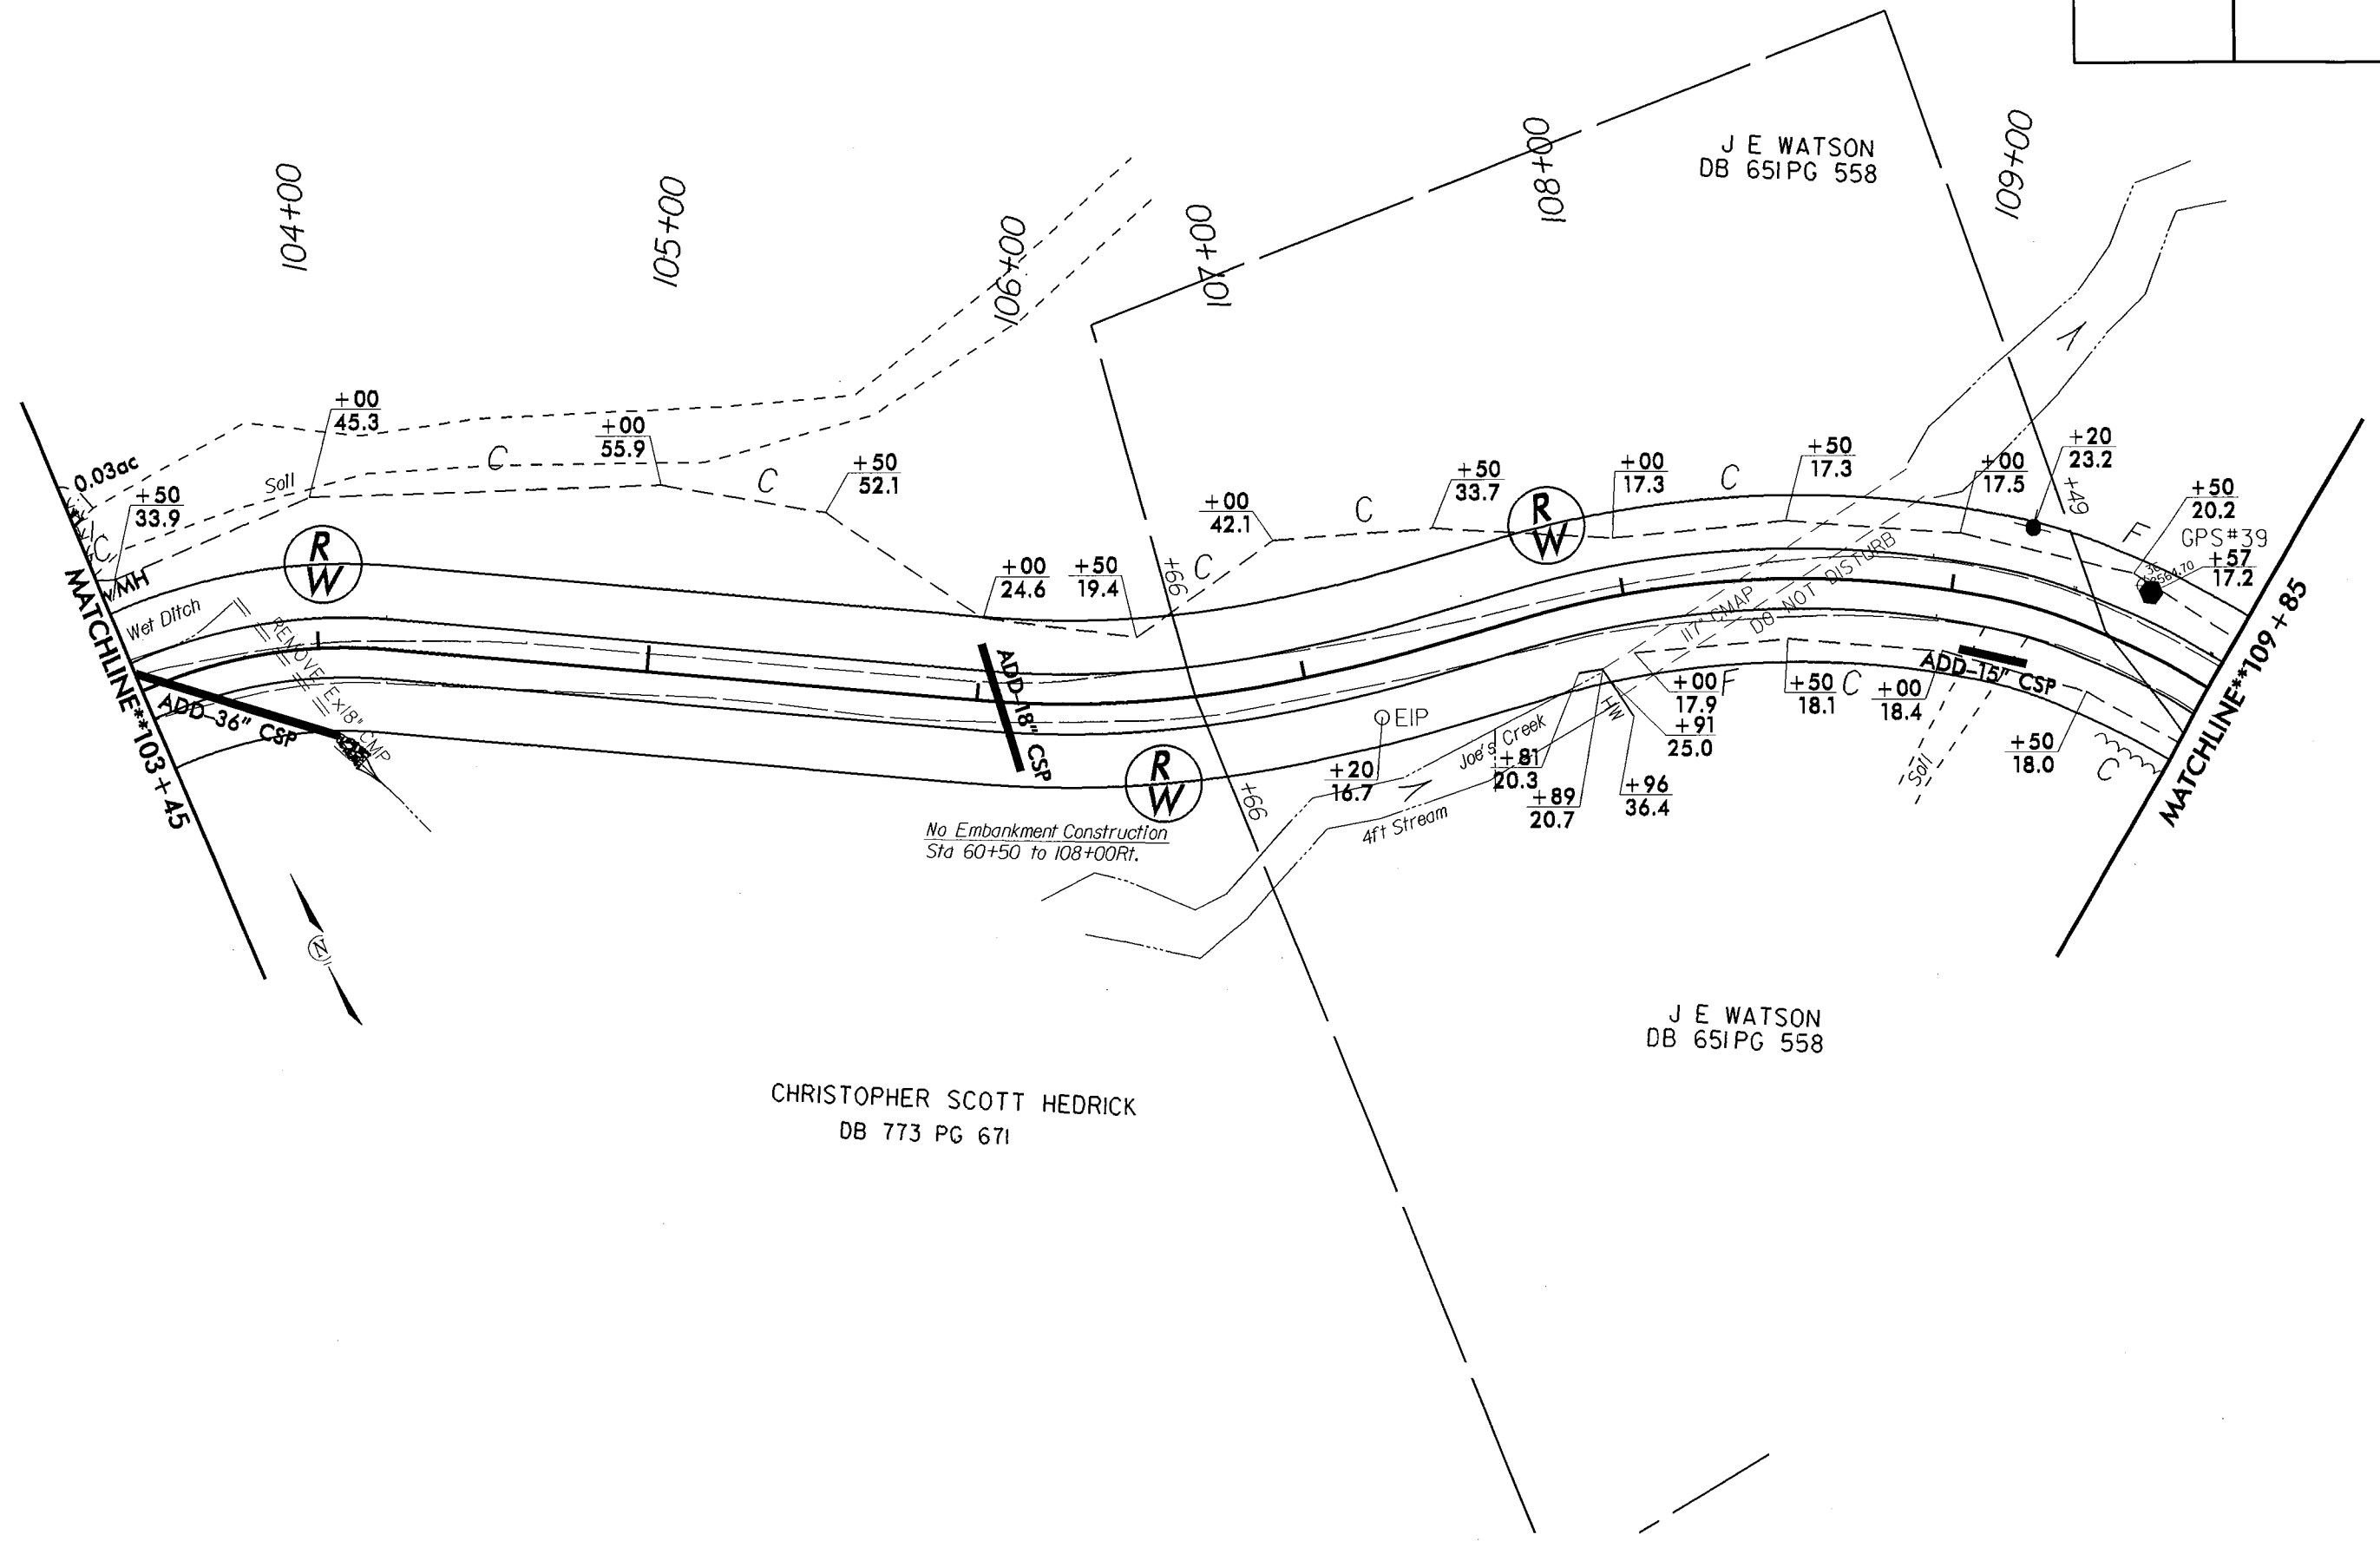 104+00
105+00
106+00
107+00
108+00
109+00
J E WATSON
DB 651 PG 558
0.03ac
+50
33.9
+00
45.3
Soil
C
+00
55.9
C
+50
52.1
+00
24.6
+50
19.4
+66
C
+00
42.1
C
+50
33.7
+00
17.3
C
+50
17.3
+00
17.5
+20
23.2
+49
F
+50
20.2
GPS#39
+57
17.2
C
MATCHLINE**103+45
Wet Ditch
R
W
REMOVE Ex18" CMP
ADD-36" CSP
ADD-18" CSP
R
W
R
W
117" CMAP
DO NOT DISTURB
ADD-15" CSP
MATCHLINE**109+85
EIP
+20
16.7
Joe's Creek
4ft Stream
+81
20.3
+89
20.7
HW
+96
36.4
+91
25.0
+00
17.9
F
+50
18.1
C
+00
18.4
Soil
+50
18.0
C
+66
No Embankment Construction
Sta 60+50 to 108+00Rt.
N
J E WATSON
DB 651 PG 558
CHRISTOPHER SCOTT HEDRICK
DB 773 PG 671